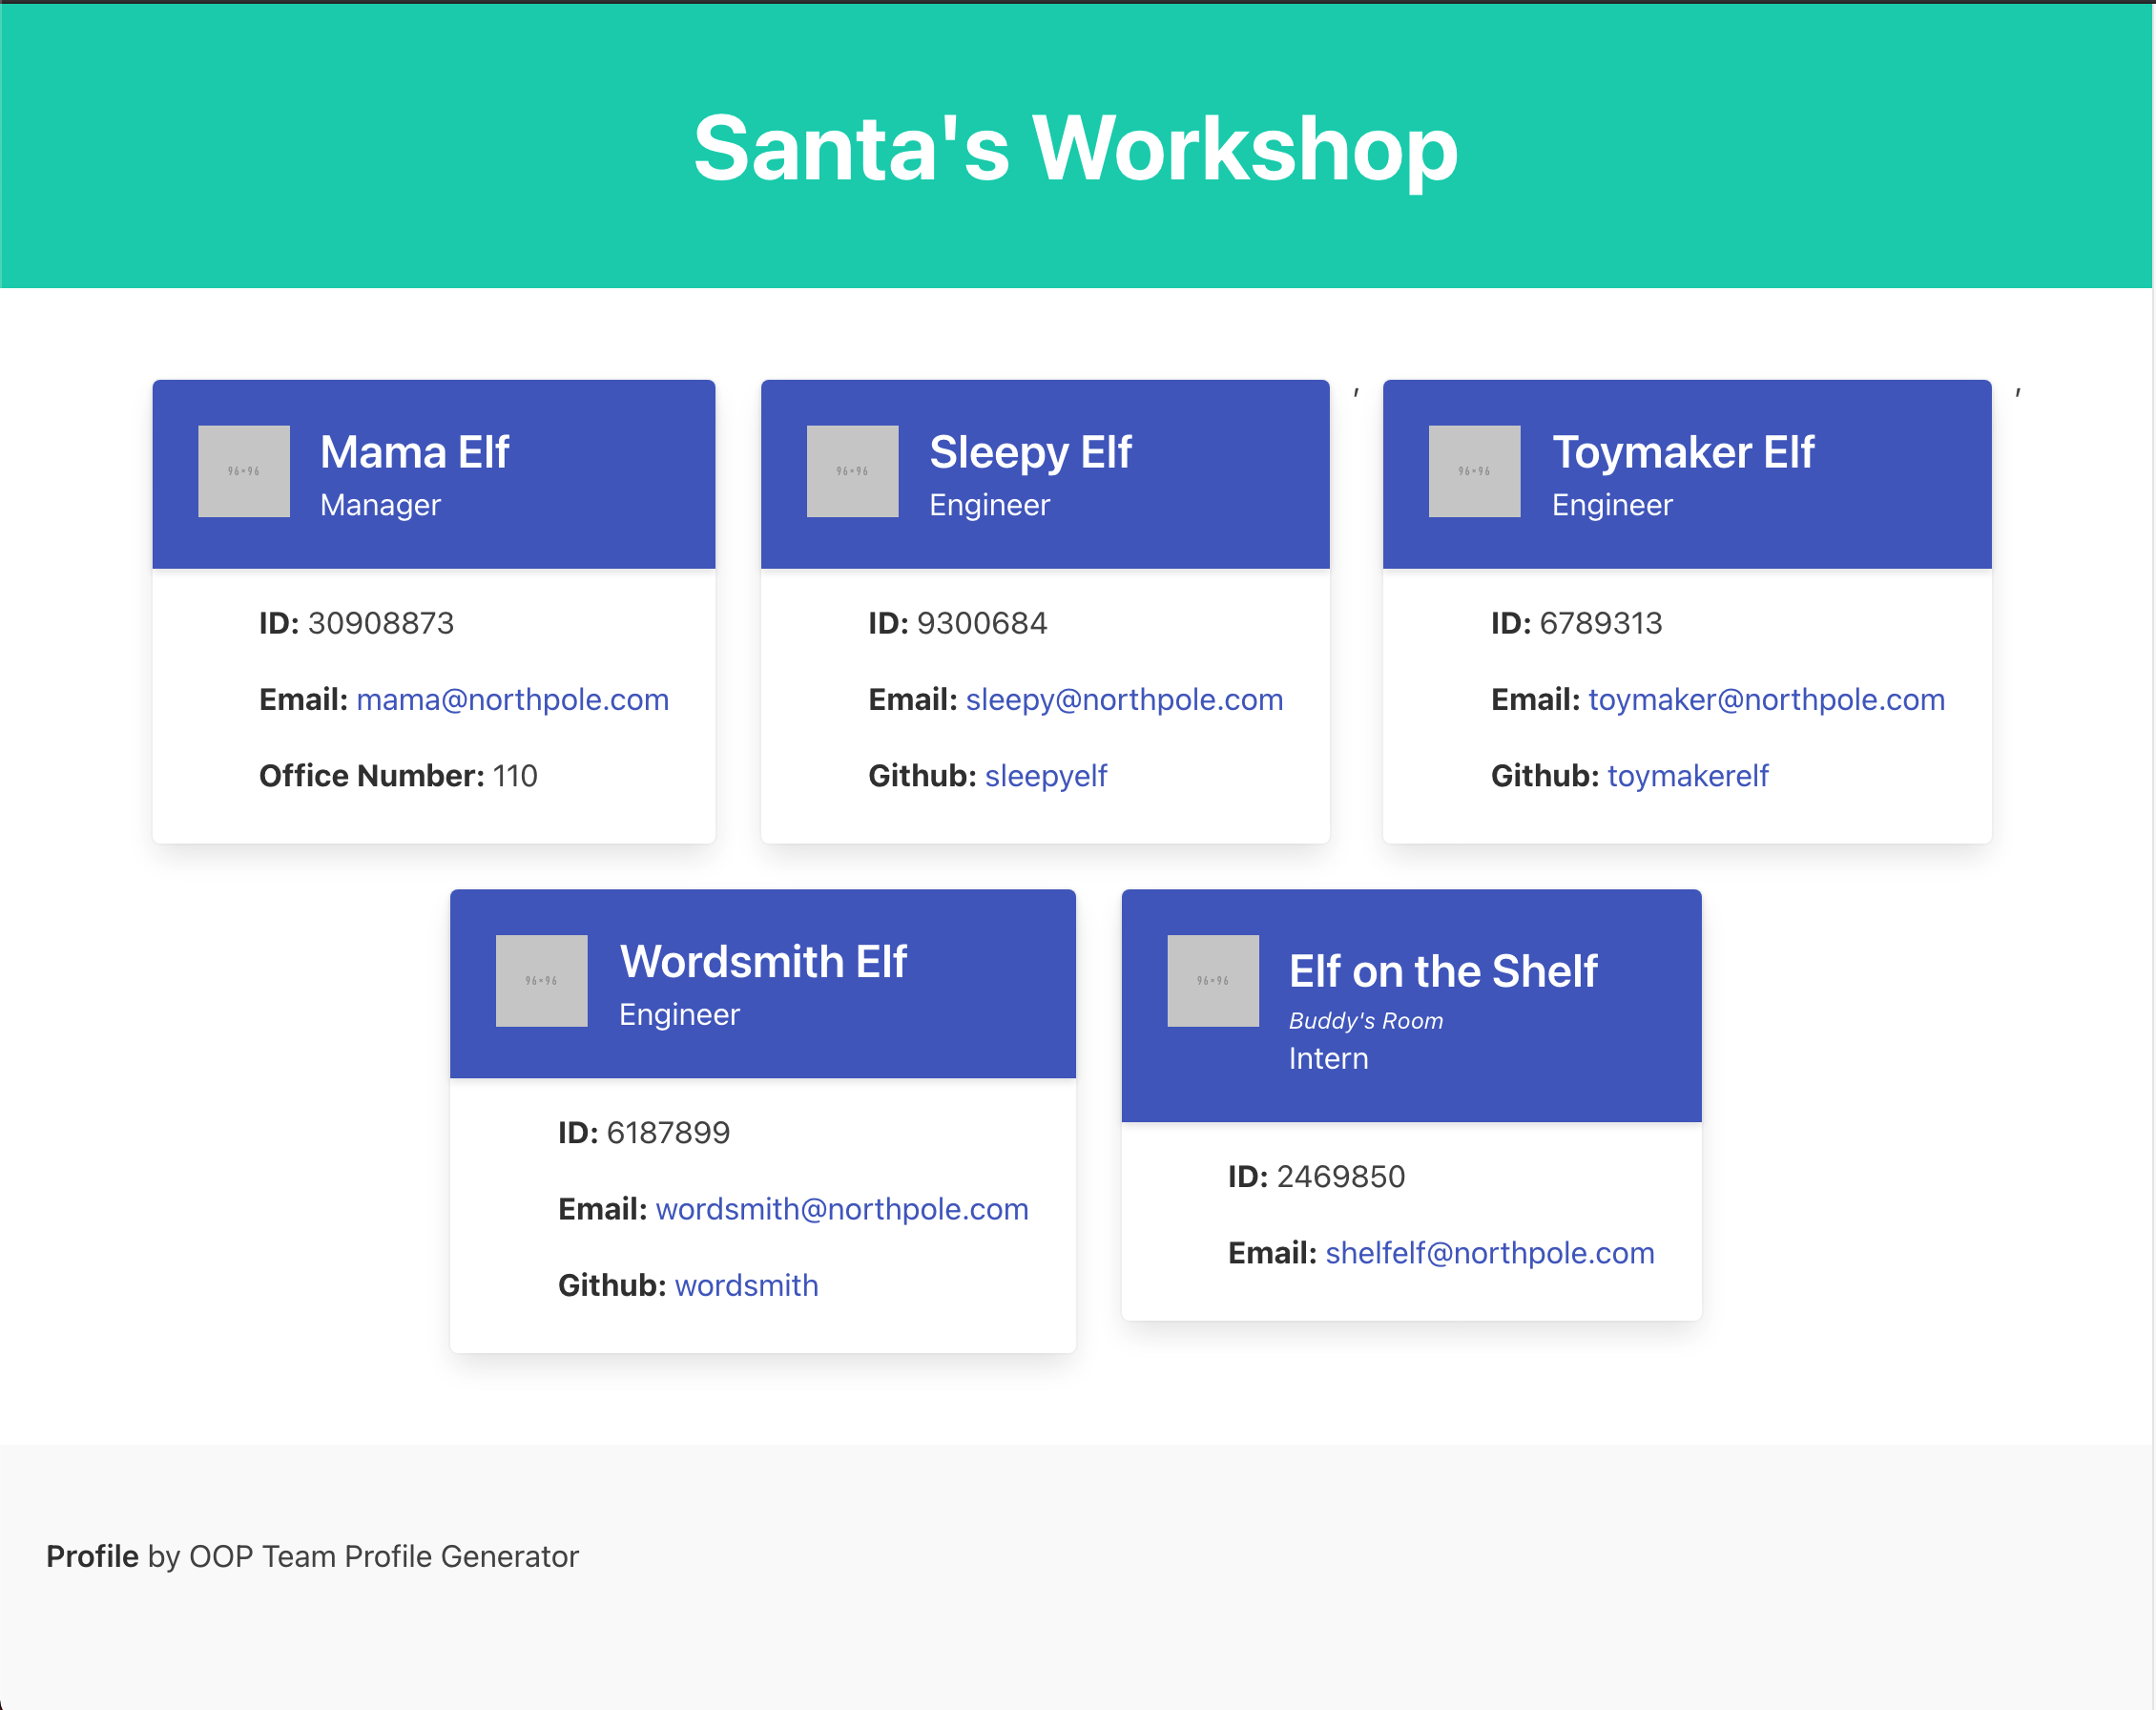 Santa's Workshop
96×96
Mama Elf
Manager
ID: 30908873
Email: mama@northpole.com
Office Number: 110
96×96
Sleepy Elf
Engineer
ID: 9300684
Email: sleepy@northpole.com
Github: sleepyelf
,
96×96
Toymaker Elf
Engineer
ID: 6789313
Email: toymaker@northpole.com
Github: toymakerelf
,
96×96
Wordsmith Elf
Engineer
ID: 6187899
Email: wordsmith@northpole.com
Github: wordsmith
96×96
Elf on the Shelf
Buddy's Room
Intern
ID: 2469850
Email: shelfelf@northpole.com
Profile by OOP Team Profile Generator